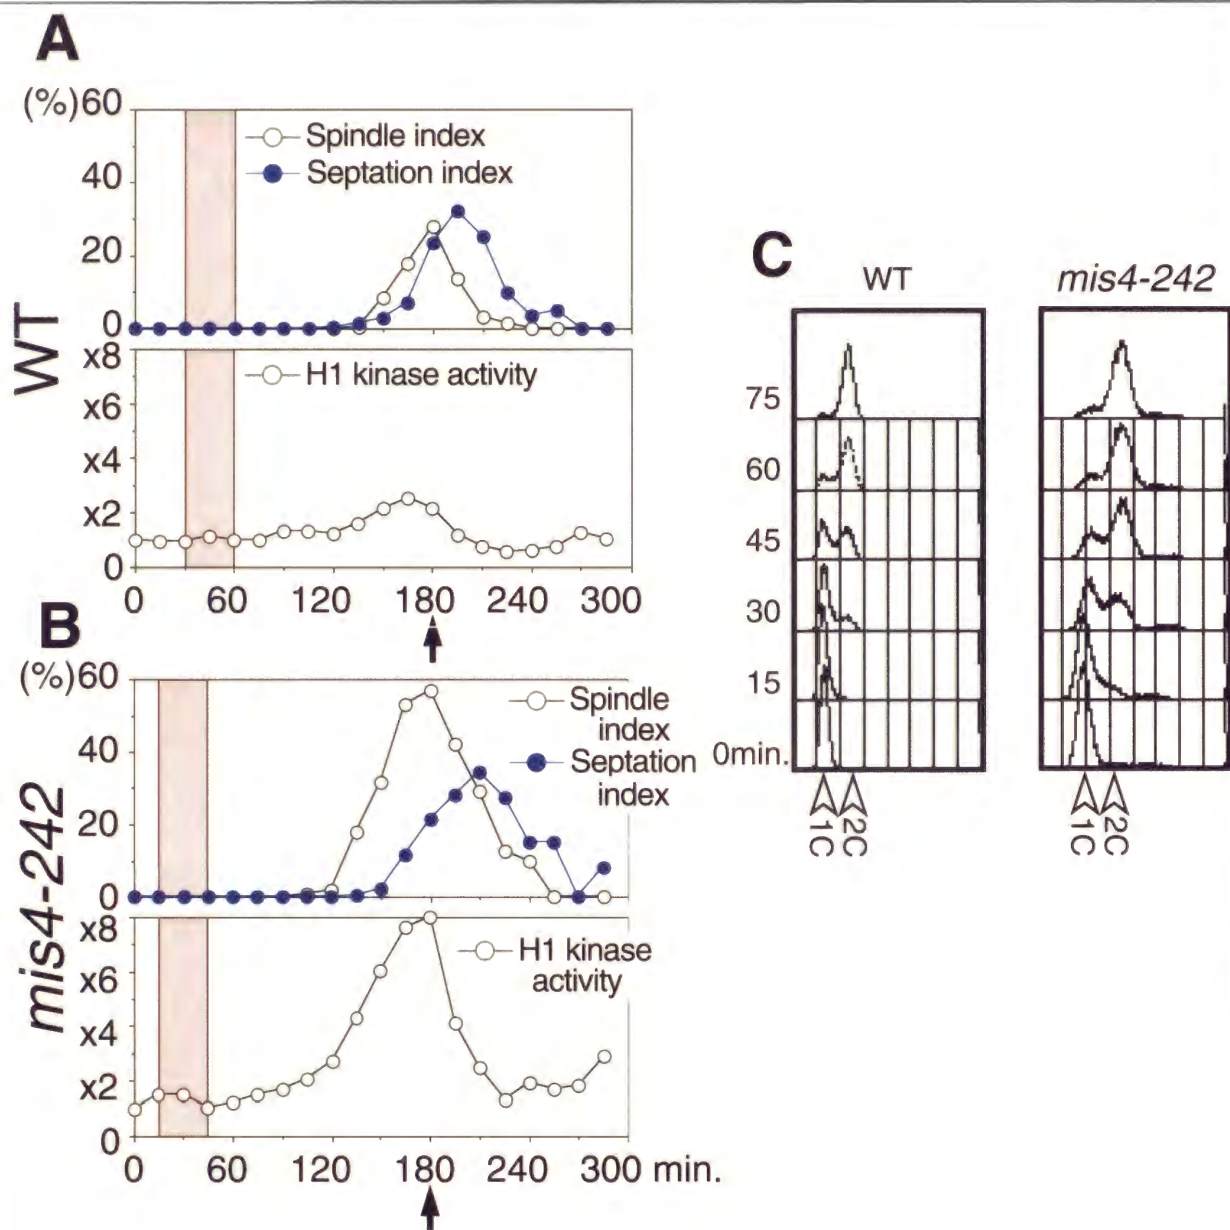 A
(%)60
Spindle index
Septation index
40
20
0
WT
x8
H1 kinase activity
x6
x4
x2
0
0 60 120 180 240 300
B
(%)60
Spindle
index
Septation
index
40
20
0
mis4-242
x8
H1 kinase
activity
x6
x4
x2
0
0 60 120 180 240 300 min.
C
WT mis4-242
75
60
45
30
15
0min.
1C 2C 1C 2C